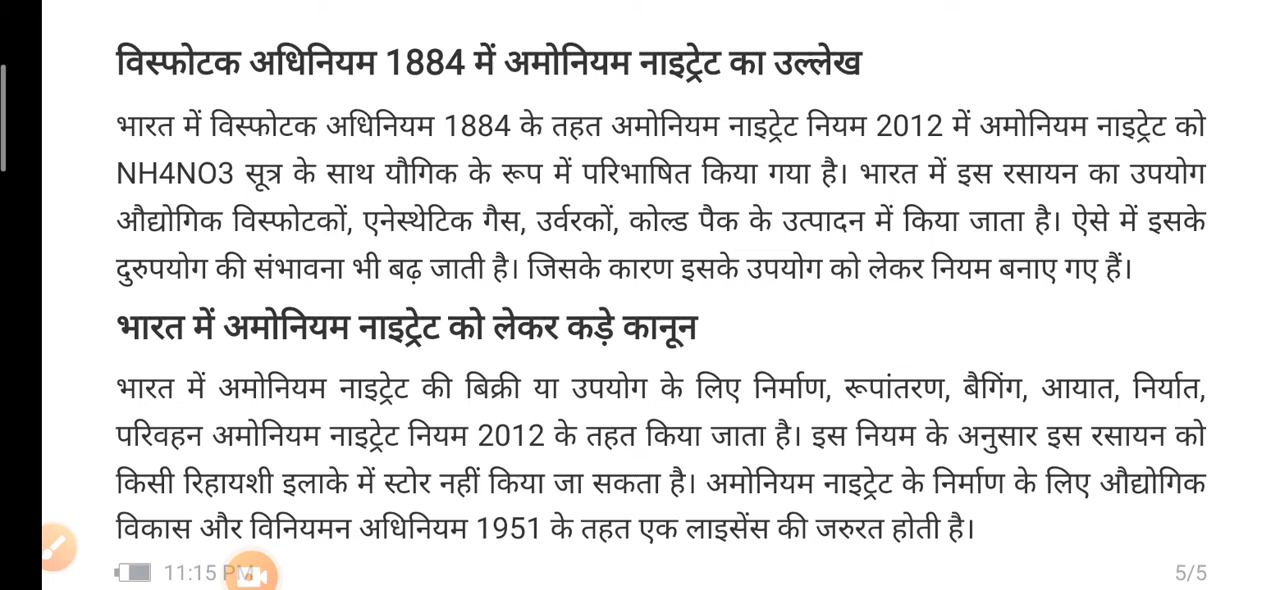 विस्फोटक अधिनियम 1884 में अमोनियम नाइट्रेट का उल्लेख
भारत में विस्फोटक अधिनियम 1884 के तहत अमोनियम नाइट्रेट नियम 2012 में अमोनियम नाइट्रेट को
NH4NO3 सूत्र के साथ यौगिक के रूप में परिभाषित किया गया है। भारत में इस रसायन का उपयोग
औद्योगिक विस्फोटकों, एनेस्थेटिक गैस, उर्वरकों, कोल्ड पैक के उत्पादन में किया जाता है। ऐसे में इसके
दुरुपयोग की संभावना भी बढ़ जाती है। जिसके कारण इसके उपयोग को लेकर नियम बनाए गए हैं।
भारत में अमोनियम नाइट्रेट को लेकर कड़े कानून
भारत में अमोनियम नाइट्रेट की बिक्री या उपयोग के लिए निर्माण, रूपांतरण, बैगिंग, आयात, निर्यात,
परिवहन अमोनियम नाइट्रेट नियम 2012 के तहत किया जाता है। इस नियम के अनुसार इस रसायन को
किसी रिहायशी इलाके में स्टोर नहीं किया जा सकता है। अमोनियम नाइट्रेट के निर्माण के लिए औद्योगिक
विकास और विनियमन अधिनियम 1951 के तहत एक लाइसेंस की जरुरत होती है।
11:15 PM
5/5